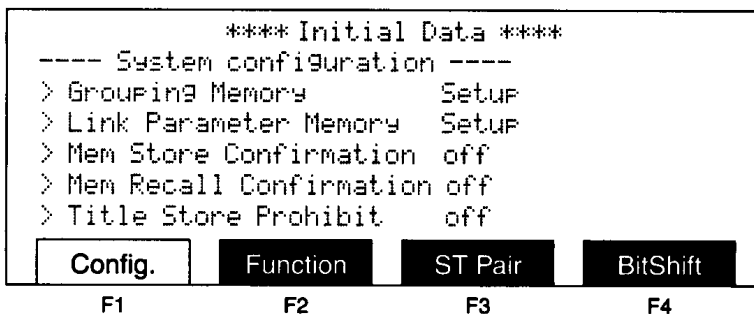 **** Initial Data ****
---- System configuration ----
> Grouping Memory Setup
> Link Parameter Memory Setup
> Mem Store Confirmation off
> Mem Recall Confirmation off
> Title Store Prohibit off
Config. Function ST Pair BitShift
F1 F2 F3 F4